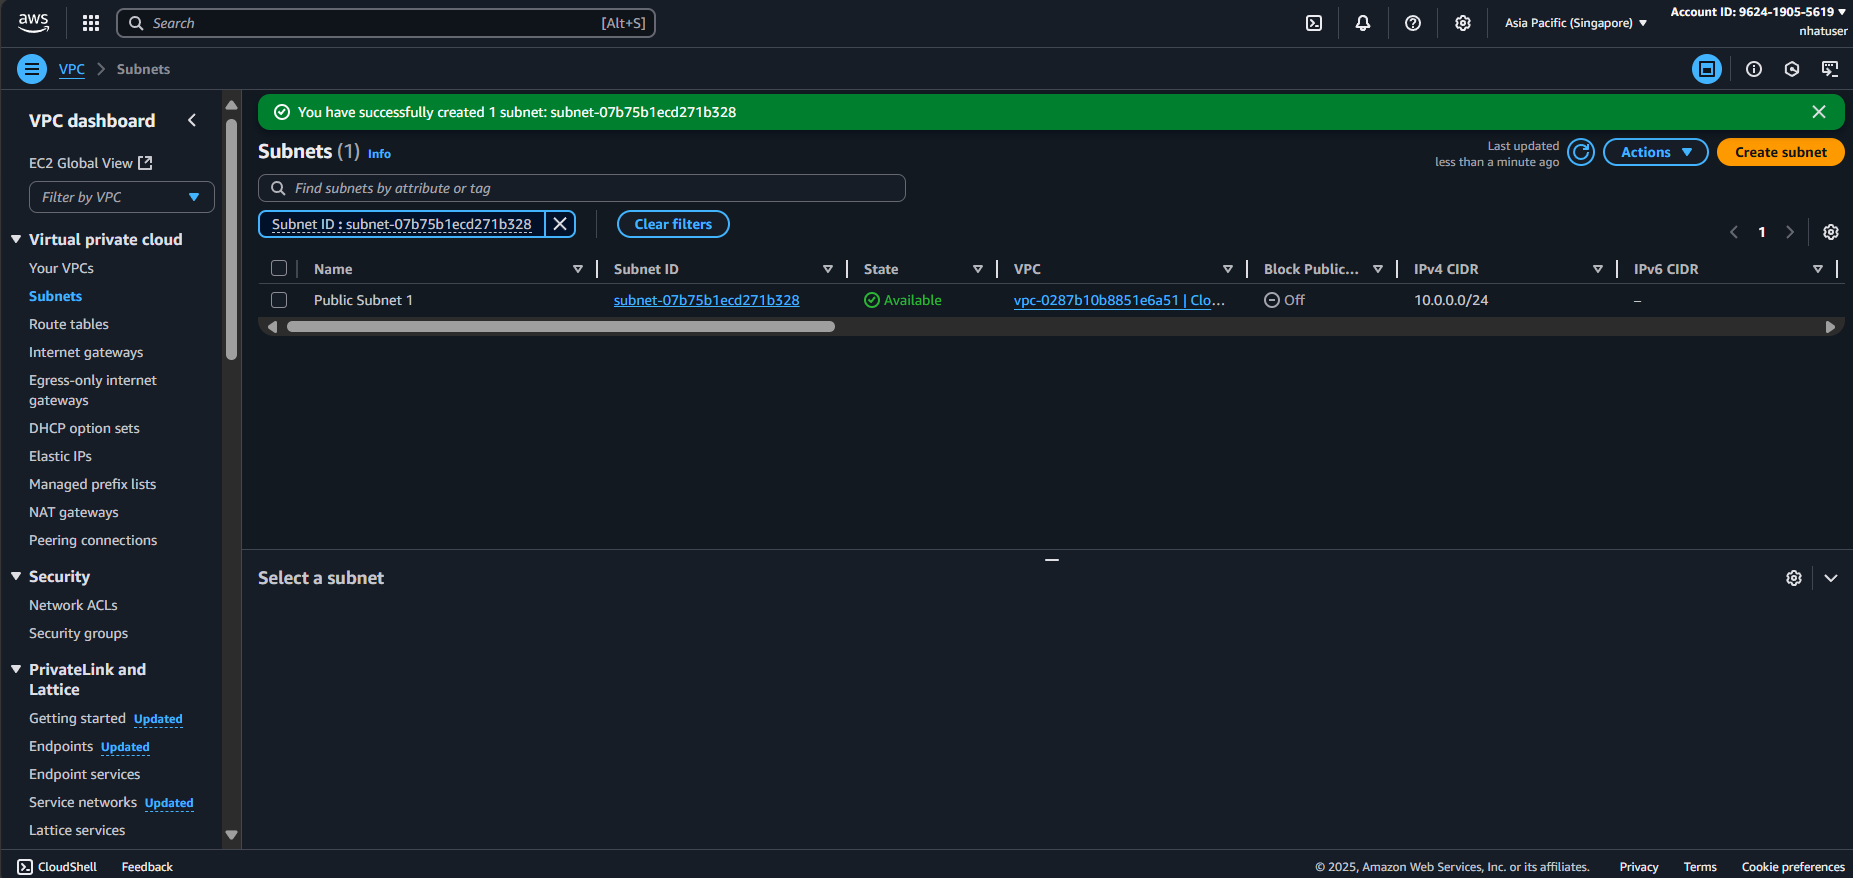 aws
Search [Alt+S]
Asia Pacific (Singapore)
Account ID: 9624-1905-5619
nhatuser
VPC Subnets
VPC dashboard
EC2 Global View
Filter by VPC
Virtual private cloud
Your VPCs
Subnets
Route tables
Internet gateways
Egress-only internet
gateways
DHCP option sets
Elastic IPs
Managed prefix lists
NAT gateways
Peering connections
Security
Network ACLs
Security groups
PrivateLink and
Lattice
Getting started Updated
Endpoints Updated
Endpoint services
Service networks Updated
Lattice services
You have successfully created 1 subnet: subnet-07b75b1ecd271b328
Subnets (1) Info
Last updated
less than a minute ago
Actions
Create subnet
Find subnets by attribute or tag
Subnet ID : subnet-07b75b1ecd271b328
Clear filters
1
Name Subnet ID State VPC Block Public... IPv4 CIDR IPv6 CIDR
Public Subnet 1 subnet-07b75b1ecd271b328 Available vpc-0287b10b8851e6a51 | Clo... Off 10.0.0.0/24 –
Select a subnet
CloudShell Feedback © 2025, Amazon Web Services, Inc. or its affiliates. Privacy Terms Cookie preferences